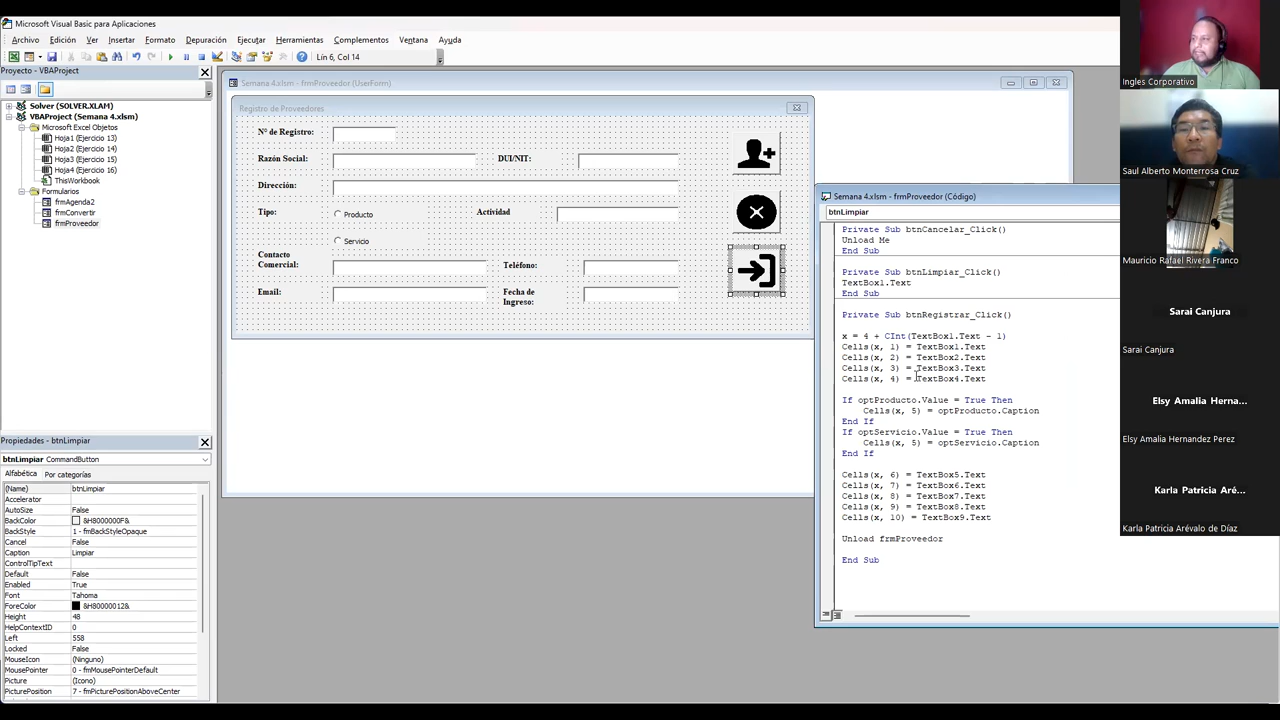 Microsoft Visual Basic para Aplicaciones
Archivo Edición Ver Insertar Formato Depuración Ejecutar Herramientas Complementos Ventana Ayuda
Lín 6, Col 14
Proyecto - VBAProject
Solver (SOLVER.XLAM)
VBAProject (Semana 4.xlsm)
Microsoft Excel Objetos
Hoja1 (Ejercicio 13)
Hoja2 (Ejercicio 14)
Hoja3 (Ejercicio 15)
Hoja4 (Ejercicio 16)
ThisWorkbook
Formularios
frmAgenda2
frmConvertir
frmProveedor
Propiedades - btnLimpiar
btnLimpiar CommandButton
Alfabética Por categorías
(Name) btnLimpiar
Accelerator
AutoSize False
BackColor &H8000000F&
BackStyle 1 - fmBackStyleOpaque
Cancel False
Caption Limpiar
ControlTipText
Default False
Enabled True
Font Tahoma
ForeColor &H80000012&
Height 48
HelpContextID 0
Left 558
Locked False
MouseIcon (Ninguno)
MousePointer 0 - fmMousePointerDefault
Picture (Icono)
PicturePosition 7 - fmPicturePositionAboveCenter
Semana 4.xlsm - frmProveedor (UserForm)
Registro de Proveedores
N° de Registro:
Razón Social: DUI/NIT:
Dirección:
Tipo: Producto Actividad
Servicio
Contacto
Comercial: Teléfono:
Email: Fecha de
Ingreso:
Semana 4.xlsm - frmProveedor (Código)
btnLimpiar
Private Sub btnCancelar_Click()
Unload Me
End Sub
Private Sub btnLimpiar_Click()
TextBox1.Text
End Sub
Private Sub btnRegistrar_Click()
x = 4 + CInt(TextBox1.Text - 1)
Cells(x, 1) = TextBox1.Text
Cells(x, 2) = TextBox2.Text
Cells(x, 3) = TextBox3.Text
Cells(x, 4) = TextBox4.Text
If optProducto.Value = True Then
Cells(x, 5) = optProducto.Caption
End If
If optServicio.Value = True Then
Cells(x, 5) = optServicio.Caption
End If
Cells(x, 6) = TextBox5.Text
Cells(x, 7) = TextBox6.Text
Cells(x, 8) = TextBox7.Text
Cells(x, 9) = TextBox8.Text
Cells(x, 10) = TextBox9.Text
Unload frmProveedor
End Sub
Ingles Corporativo
Saul Alberto Monterrosa Cruz
Mauricio Rafael Rivera Franco
Sarai Canjura
Sarai Canjura
Elsy Amalia Herna...
Elsy Amalia Hernandez Perez
Karla Patricia Aré...
Karla Patricia Arévalo de Díaz